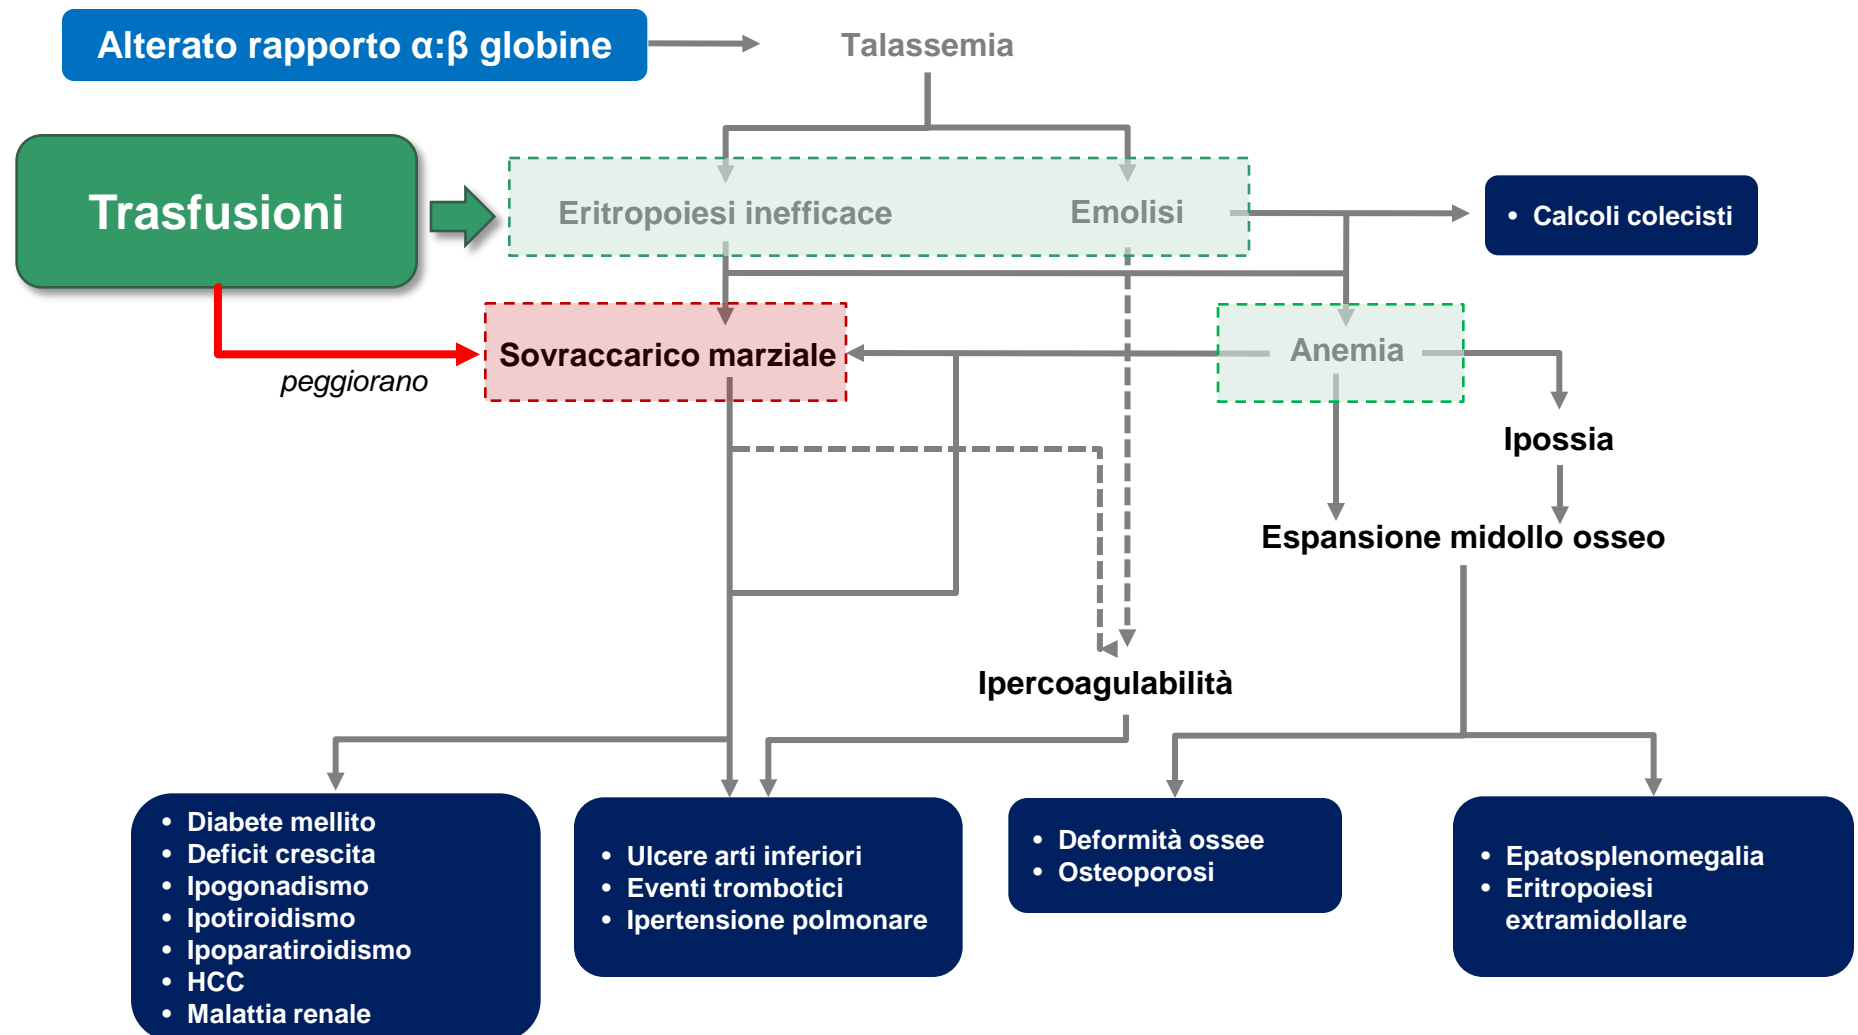 Alterato rapporto α:β globine
Talassemia
Trasfusioni
Eritropoiesi inefficace
Emolisi
• Calcoli colecisti
Sovraccarico marziale
Anemia
peggiorano
Ipossia
Espansione midollo osseo
Ipercoagulabilità
• Diabete mellito
• Deficit crescita
• Ipogonadismo
• Ipotiroidismo
• Ipoparatiroidismo
• HCC
• Malattia renale
• Ulcere arti inferiori
• Eventi trombotici
• Ipertensione polmonare
• Deformità ossee
• Osteoporosi
• Epatosplenomegalia
• Eritropoiesi
extramidollare